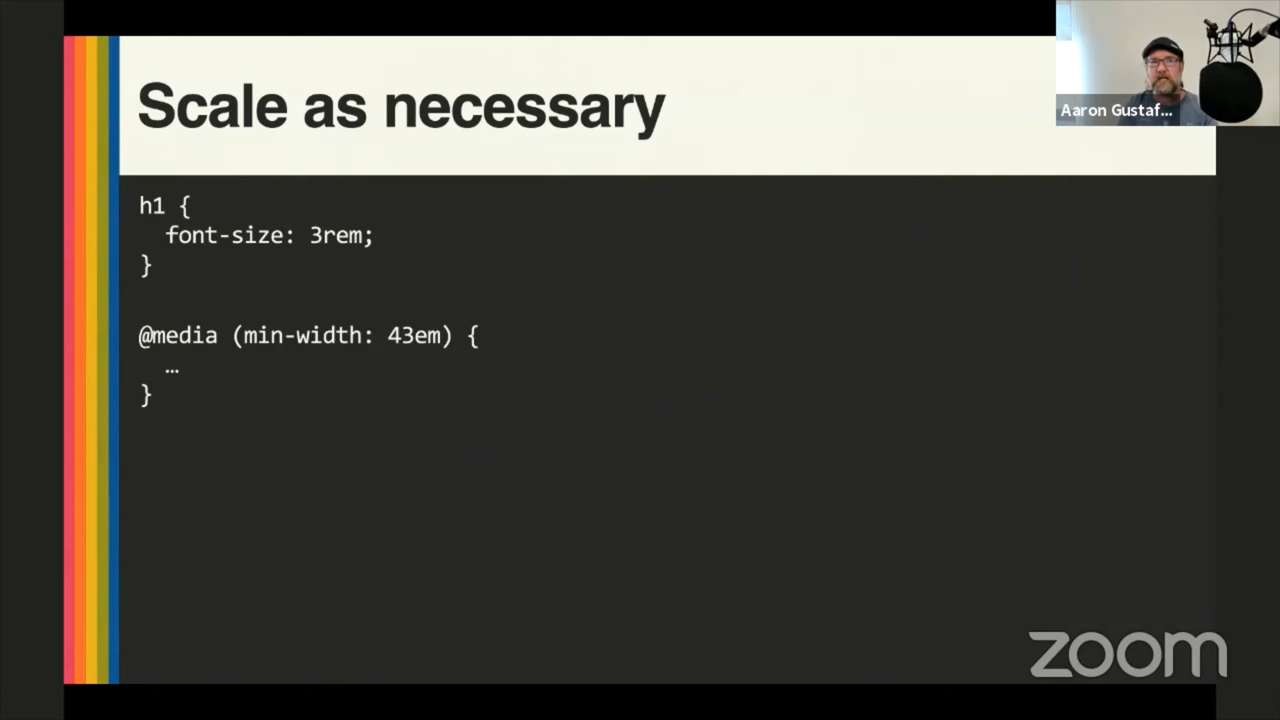 Scale as necessary
Aaron Gustaf...
h1 {
font-size: 3rem;
}
@media (min-width: 43em) {
…
}
zoom